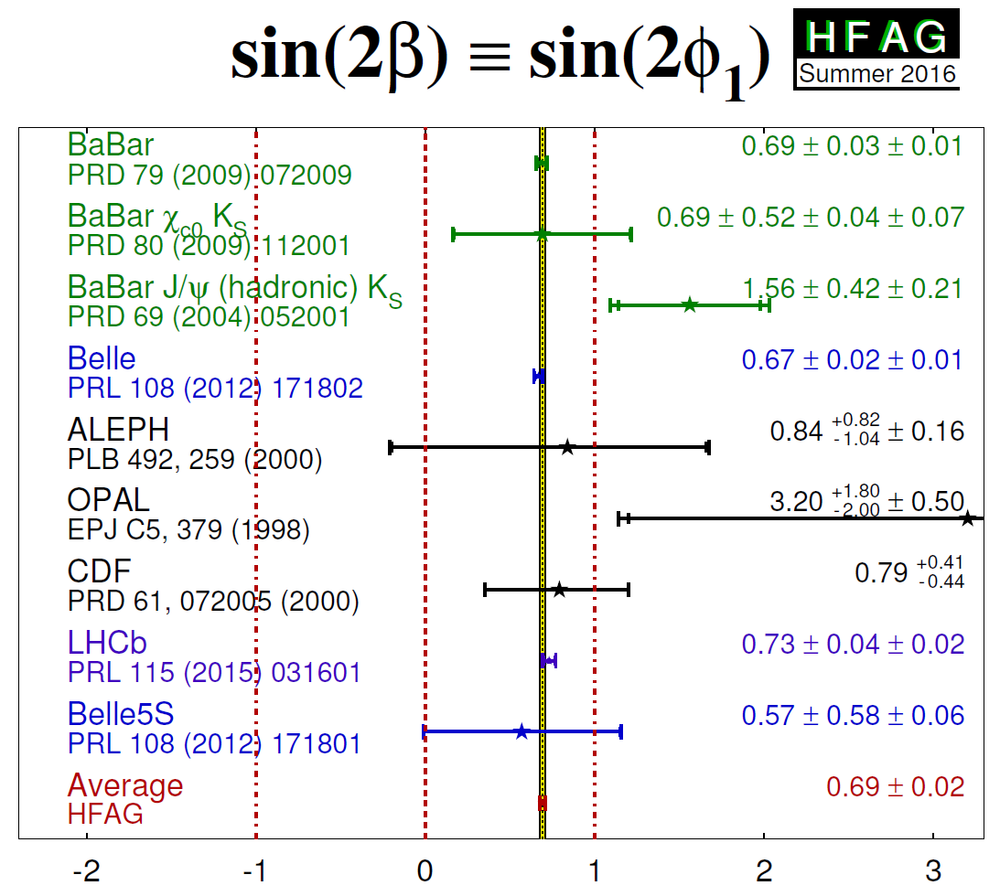 sin(2β) ≡ sin(2ϕ₁)
HFAG
Summer 2016
BaBar
PRD 79 (2009) 072009
0.69 ± 0.03 ± 0.01
BaBar χc0 KS
PRD 80 (2009) 112001
0.69 ± 0.52 ± 0.04 ± 0.07
BaBar J/ψ (hadronic) KS
PRD 69 (2004) 052001
1.56 ± 0.42 ± 0.21
Belle
PRL 108 (2012) 171802
0.67 ± 0.02 ± 0.01
ALEPH
PLB 492, 259 (2000)
0.84 +0.82 -1.04 ± 0.16
OPAL
EPJ C5, 379 (1998)
3.20 +1.80 -2.00 ± 0.50
CDF
PRD 61, 072005 (2000)
0.79 +0.41 -0.44
LHCb
PRL 115 (2015) 031601
0.73 ± 0.04 ± 0.02
Belle5S
PRL 108 (2012) 171801
0.57 ± 0.58 ± 0.06
Average
HFAG
0.69 ± 0.02
-2 -1 0 1 2 3